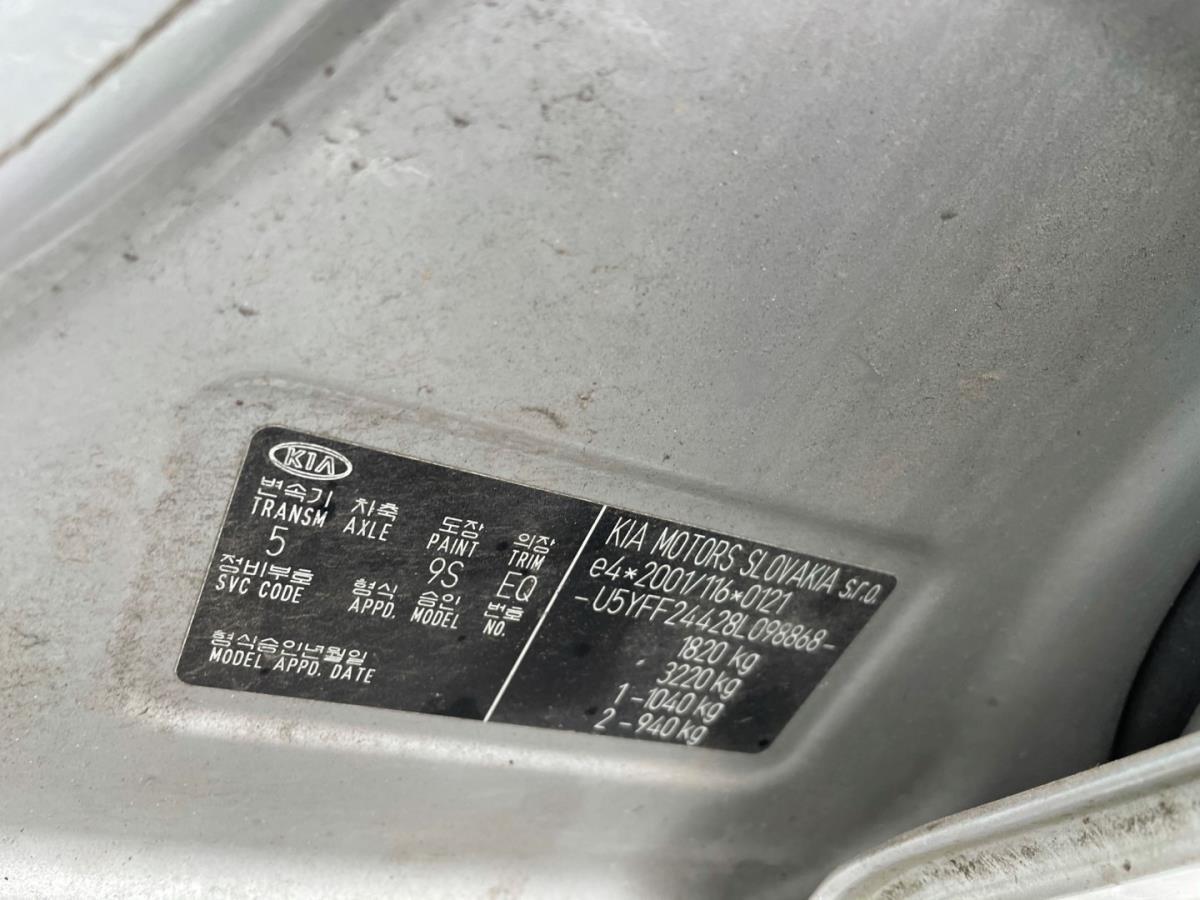 KIA
변속기 차축 도장 의장
TRANSM AXLE PAINT TRIM
5 9S EQ
정비부호 형식 승인 번호
SVC CODE APPD. MODEL NO.
형식승인년월일
MODEL APPD. DATE
KIA MOTORS SLOVAKIA s.r.o.
e4*2001/116*0121
-U5YFF24428L098868-
1820 kg
3220 kg
1 -1040 kg
2 -940 kg